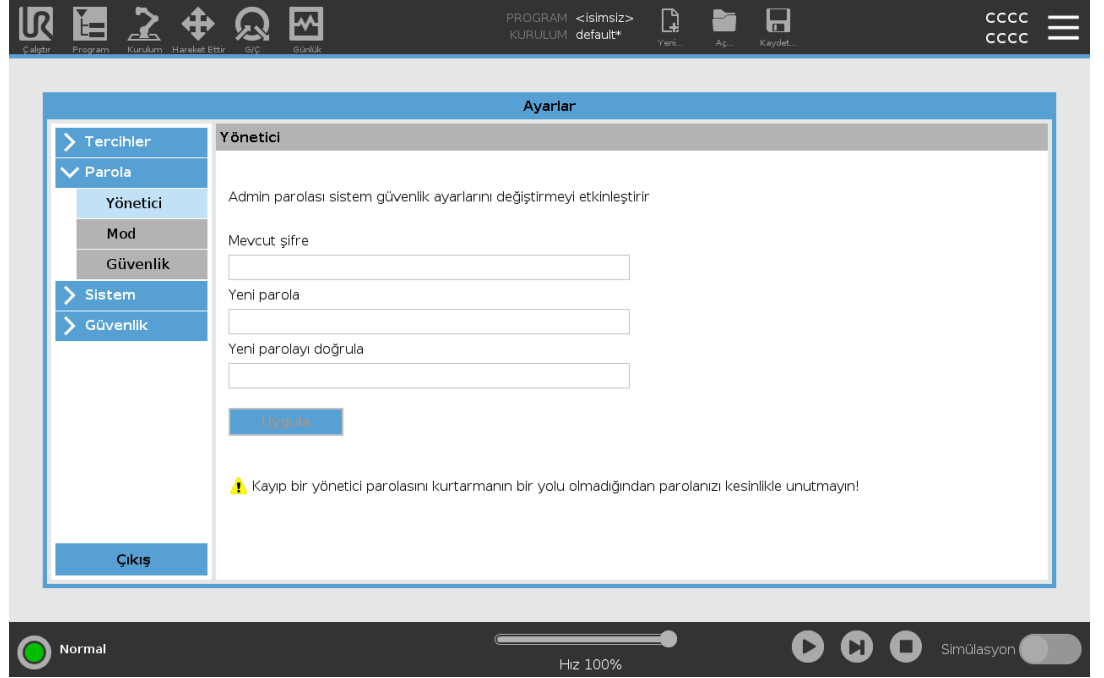 PROGRAM <isimsiz>
KURULUM default*
cccc
cccc
Çalıştır Program Kurulum Hareket Ettir G/Ç Günlük Yeni... Aç... Kaydet...
Ayarlar
Tercihler
Parola
Yönetici
Mod
Güvenlik
Sistem
Güvenlik
Çıkış
Yönetici
Admin parolası sistem güvenlik ayarlarını değiştirmeyi etkinleştirir
Mevcut şifre
Yeni parola
Yeni parolayı doğrula
Uygula
Kayıp bir yönetici parolasını kurtarmanın bir yolu olmadığından parolanızı kesinlikle unutmayın!
Normal
Hız 100%
Simülasyon